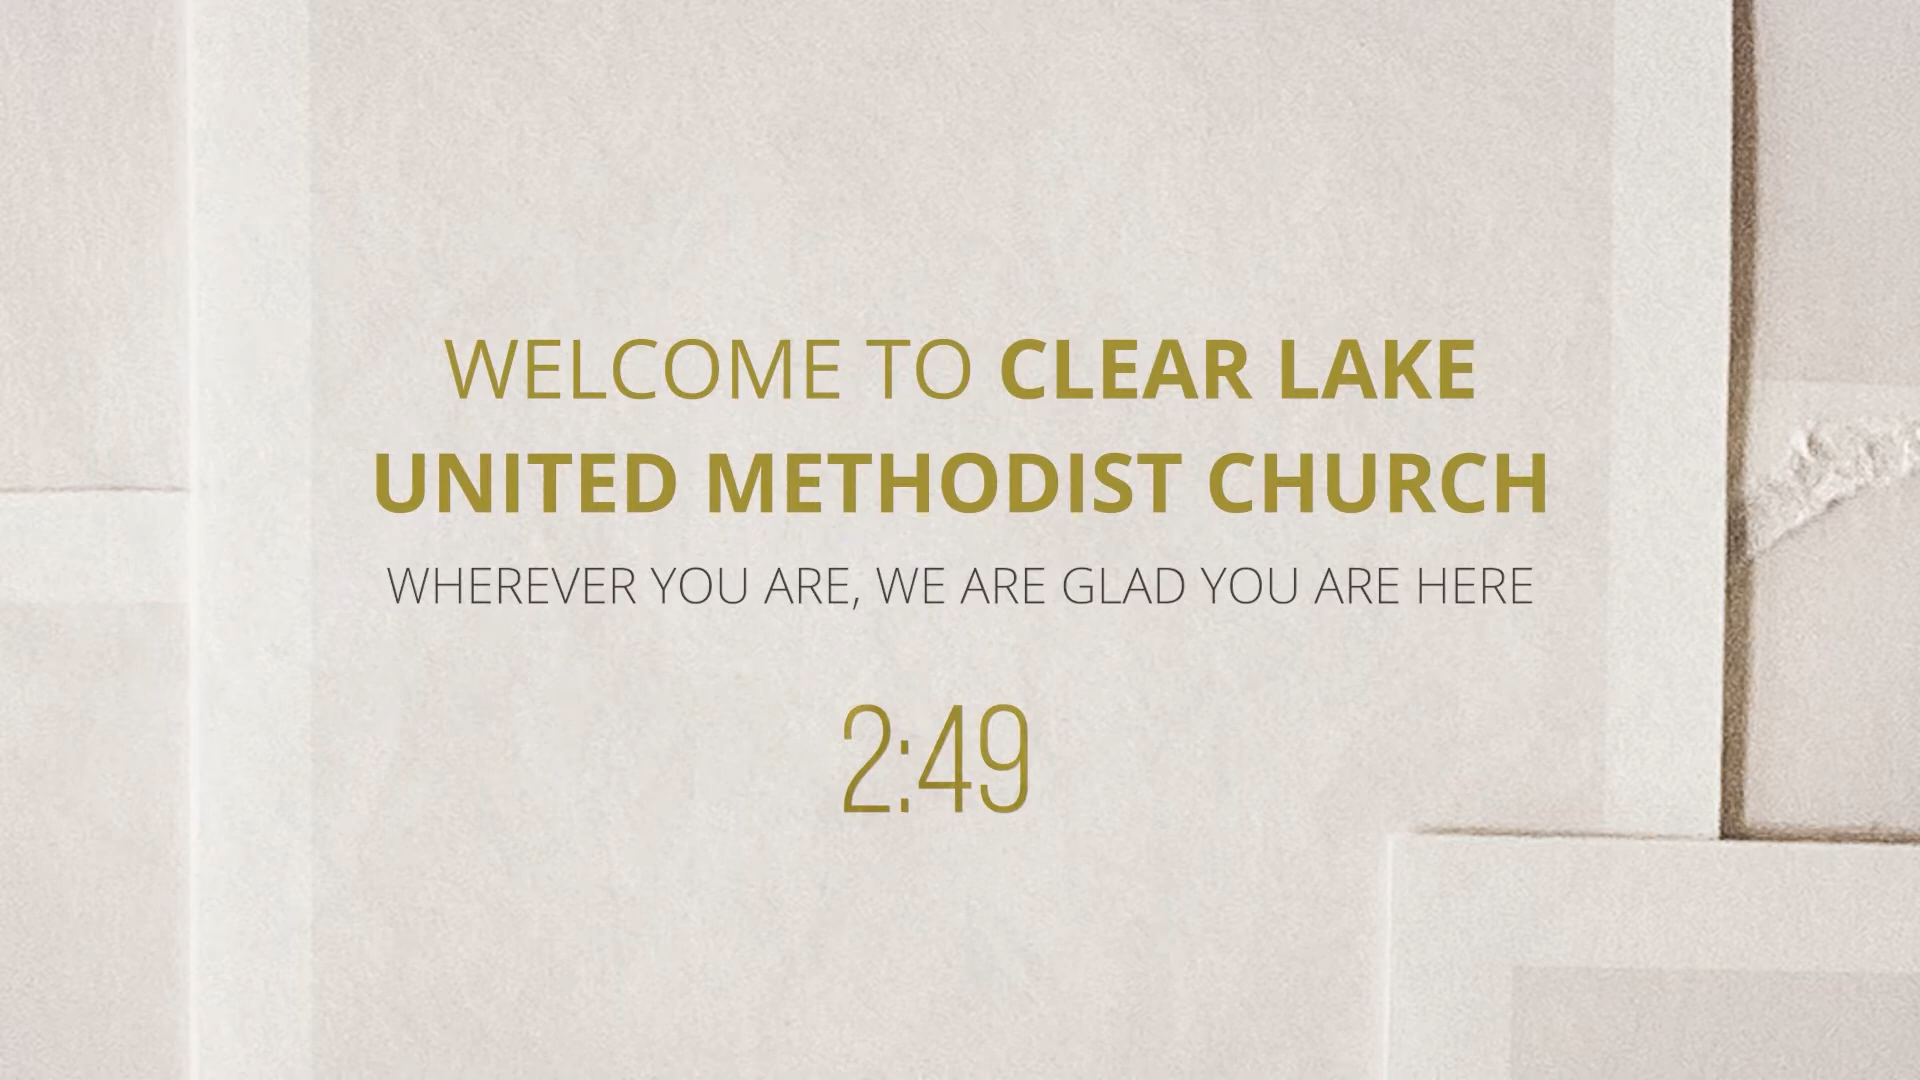 WELCOME TO CLEAR LAKE
UNITED METHODIST CHURCH
WHEREVER YOU ARE, WE ARE GLAD YOU ARE HERE
2:49